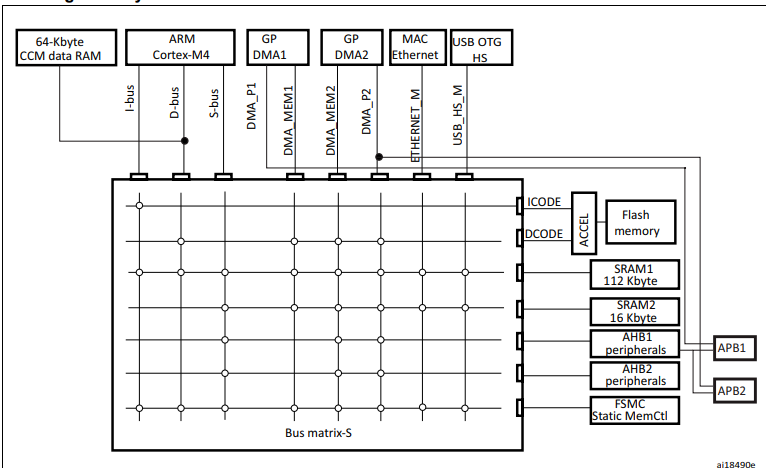 64-Kbyte
CCM data RAM
ARM
Cortex-M4
GP
DMA1
GP
DMA2
MAC
Ethernet
USB OTG
HS
I-bus
D-bus
S-bus
DMA_P1
DMA_MEM1
DMA_MEM2
DMA_P2
ETHERNET_M
USB_HS_M
ICODE
DCODE
ACCEL
Flash
memory
SRAM1
112 Kbyte
SRAM2
16 Kbyte
AHB1
peripherals
AHB2
peripherals
FSMC
Static MemCtl
APB1
APB2
Bus matrix-S
ai18490e